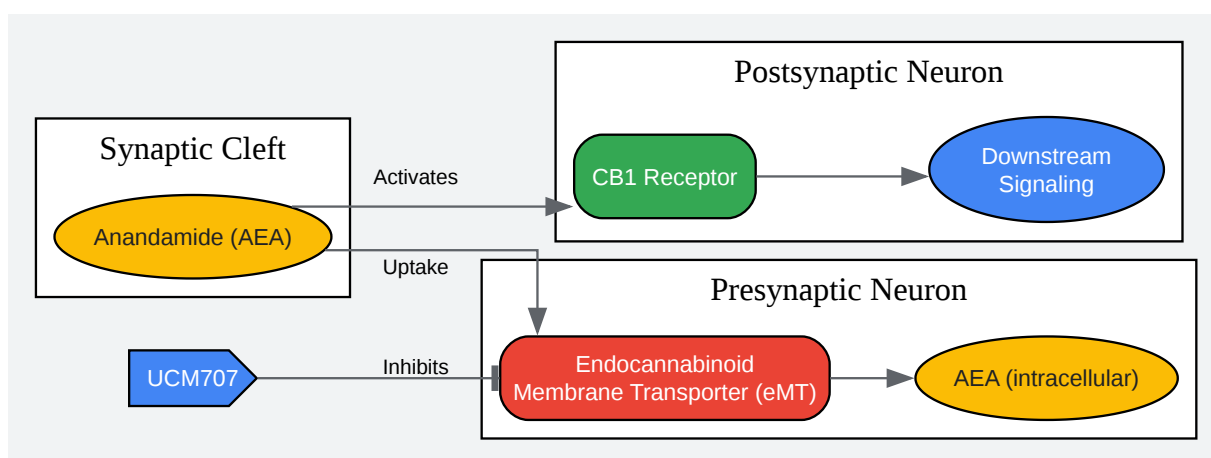 Postsynaptic Neuron
Synaptic Cleft
Activates
CB1 Receptor
Downstream
Signaling
Anandamide (AEA)
Uptake
Presynaptic Neuron
UCM707
Inhibits
Endocannabinoid
Membrane Transporter (eMT)
AEA (intracellular)